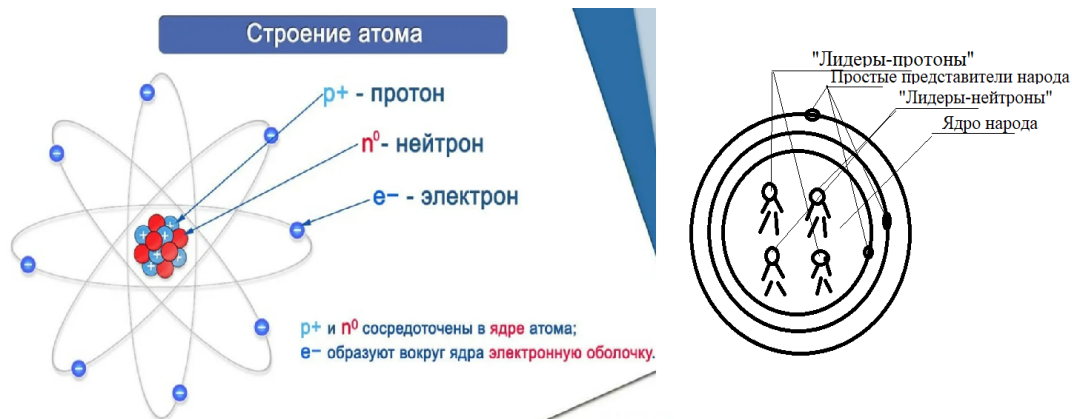 Строение атома
p+ - протон
n⁰- нейтрон
e− - электрон
p+ и n⁰ сосредоточены в ядре атома;
e− образуют вокруг ядра электронную оболочку.
"Лидеры-протоны"
Простые представители народа
"Лидеры-нейтроны"
Ядро народа